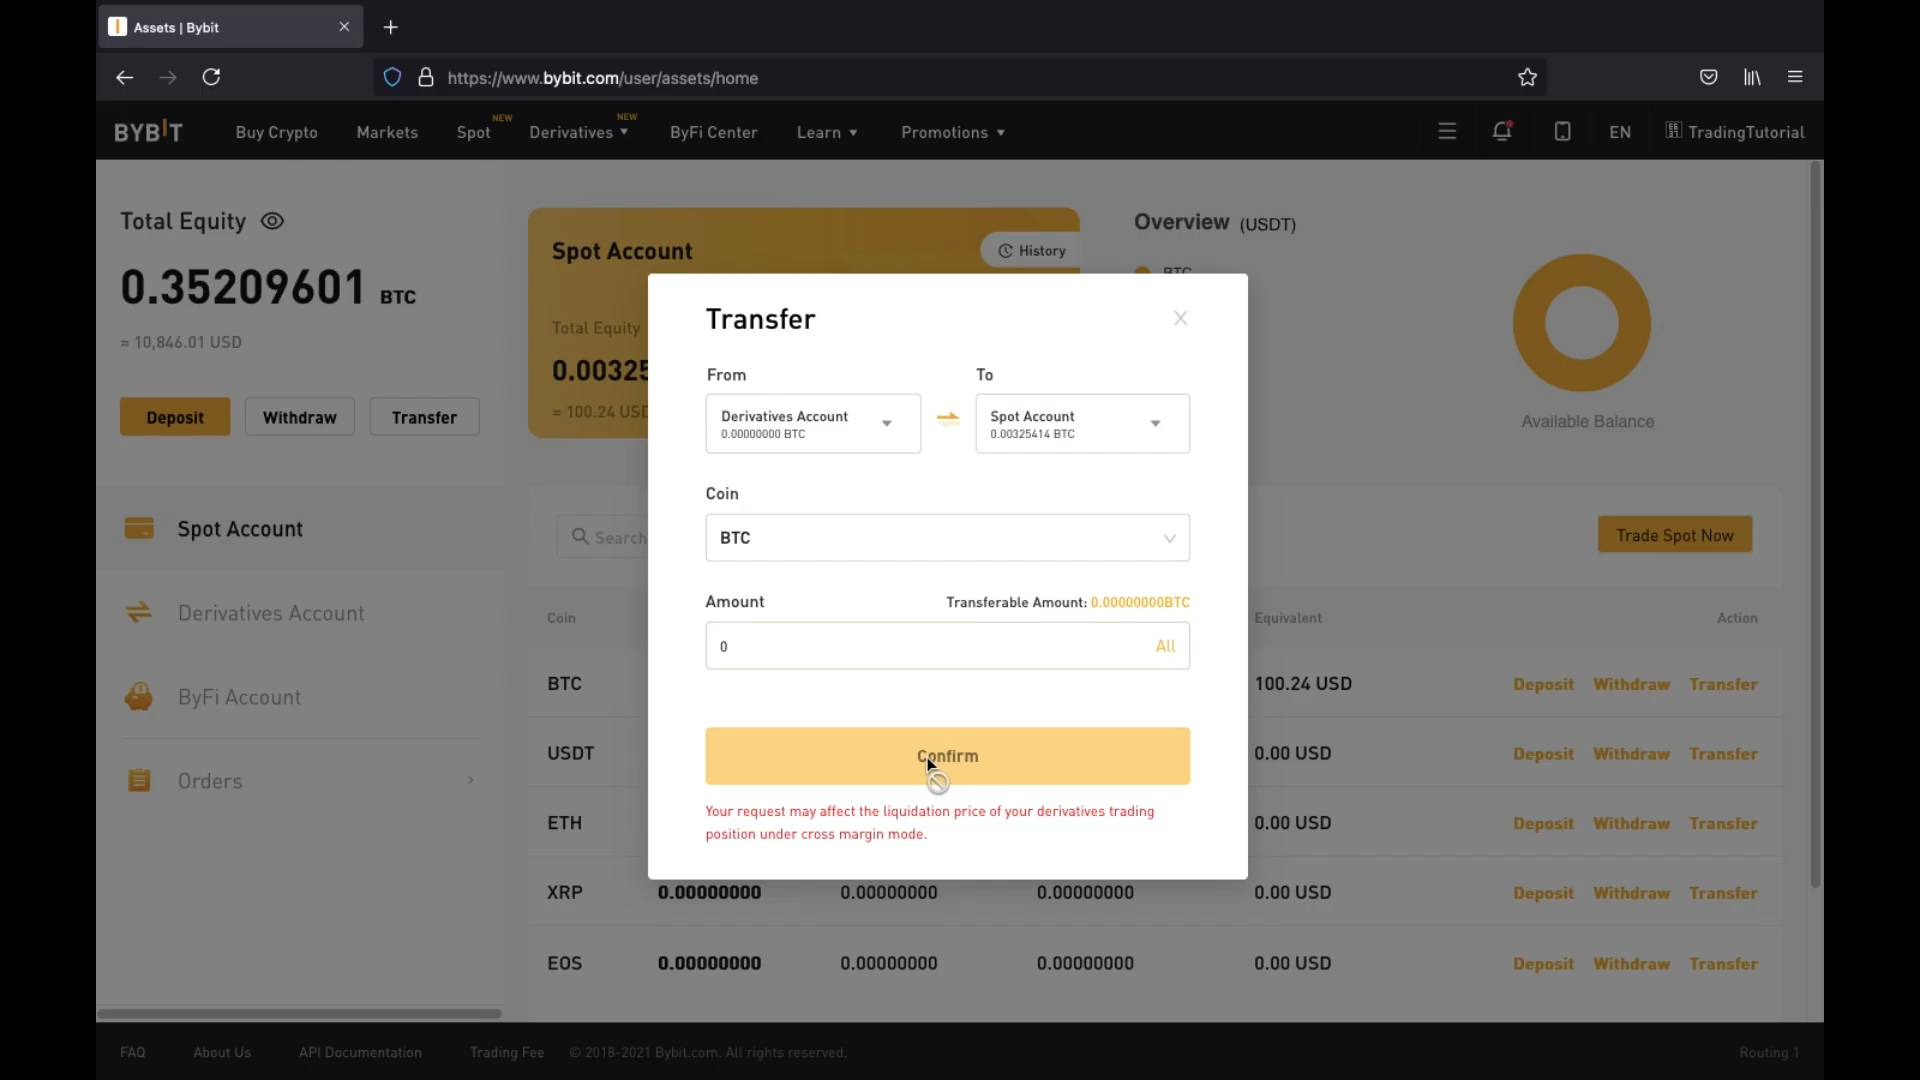 Assets | Bybit
https://www.bybit.com/user/assets/home
BYBIT
Buy Crypto
Markets
Spot
NEW
Derivatives
NEW
ByFi Center
Learn
Promotions
EN
TradingTutorial
Total Equity
0.35209601 BTC
≈ 10,846.01 USD
Deposit
Withdraw
Transfer
Spot Account
Derivatives Account
ByFi Account
Orders
Spot Account
History
Total Equity
0.00325
≈ 100.24 USD
Overview (USDT)
BTC
Available Balance
Search
Trade Spot Now
Transfer
From
To
Derivatives Account
0.00000000 BTC
Spot Account
0.00325414 BTC
Coin
BTC
Amount
Transferable Amount: 0.00000000BTC
0
All
Confirm
Your request may affect the liquidation price of your derivatives trading
position under cross margin mode.
Coin
Equivalent
Action
BTC
100.24 USD
Deposit
Withdraw
Transfer
USDT
0.00 USD
Deposit
Withdraw
Transfer
ETH
0.00 USD
Deposit
Withdraw
Transfer
XRP
0.00000000
0.00000000
0.00000000
0.00 USD
Deposit
Withdraw
Transfer
EOS
0.00000000
0.00000000
0.00000000
0.00 USD
Deposit
Withdraw
Transfer
FAQ
About Us
API Documentation
Trading Fee
© 2018-2021 Bybit.com. All rights reserved.
Routing 1